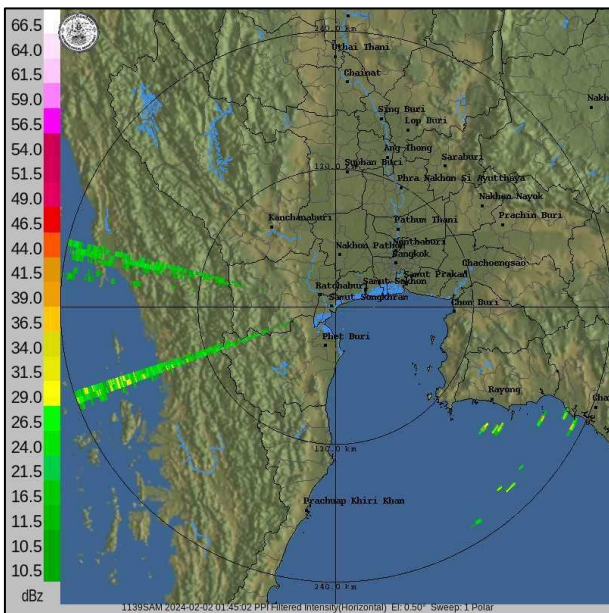 66.5
64.0
61.5
59.0
56.5
54.0
51.5
49.0
46.5
44.0
41.5
39.0
36.5
34.0
31.5
29.0
26.5
24.0
21.5
16.5
11.5
10.5
dBz
240.0 km
Uthai Thani
Chainat
Nakh
Sing Buri
Lop Buri
Ang Thong
120.0 km
Saraburi
Suphan Buri
Phra Nakhon Si Ayutthaya
Nakhon Nayok
Kanchanaburi
Pathum Thani
Prachin Buri
Nonthaburi
Nakhon Pathom
Bangkok
Chachoengsao
Samut Prakan
Ratchaburi
Samut Sakhon
Samut Songkhram
Chon Buri
Phet Buri
Rayong
Cha
120.0 km
Prachuap Khiri Khan
240.0 km
1139SAM 2024-02-02 01:45:02 PPI Filtered Intensity(Horizontal) El: 0.50° Sweep: 1 Polar